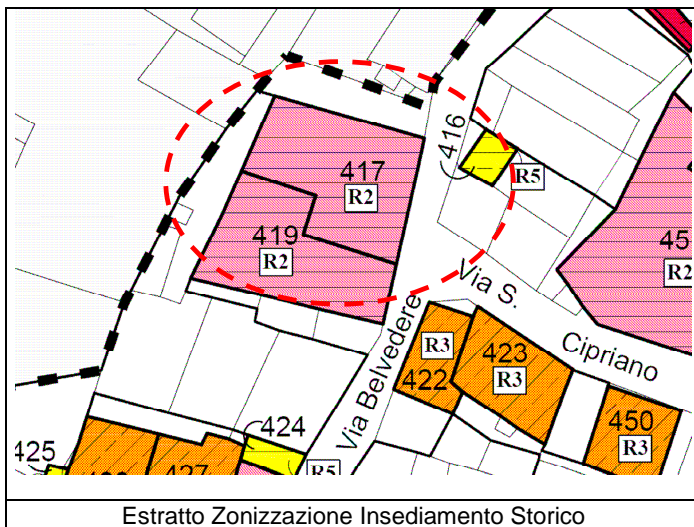 416
417
R2
R5
419
R2
45
R2
Via S.
Cipriano
Via Belvedere
R3
422
423
R3
450
R3
424
425
427
R5
Estratto Zonizzazione Insediamento Storico